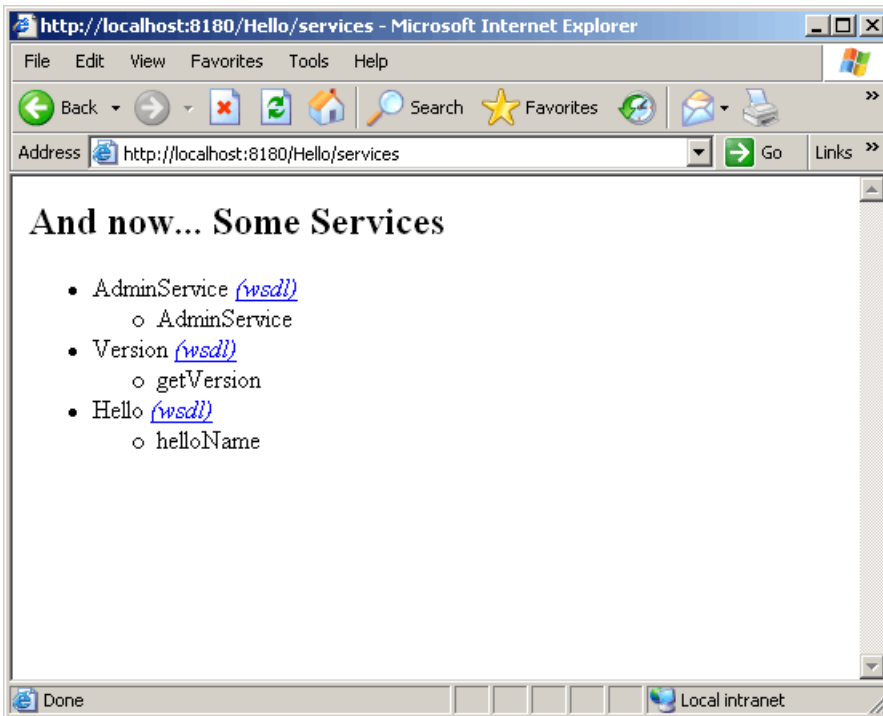 http://localhost:8180/Hello/services - Microsoft Internet Explorer
File Edit View Favorites Tools Help
Back Search Favorites »
Address http://localhost:8180/Hello/services Go Links »
And now... Some Services
• AdminService (wsdl)
o AdminService
• Version (wsdl)
o getVersion
• Hello (wsdl)
o helloName
Done Local intranet